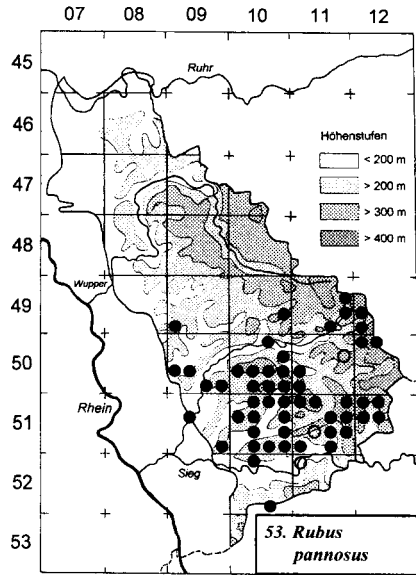 07 08 09 10 11 12
45
46
47
48
49
50
51
52
53
Ruhr
Höhenstufen
< 200 m
> 200 m
> 300 m
> 400 m
Wupper
Rhein
Sieg
53. Rubus
pannosus